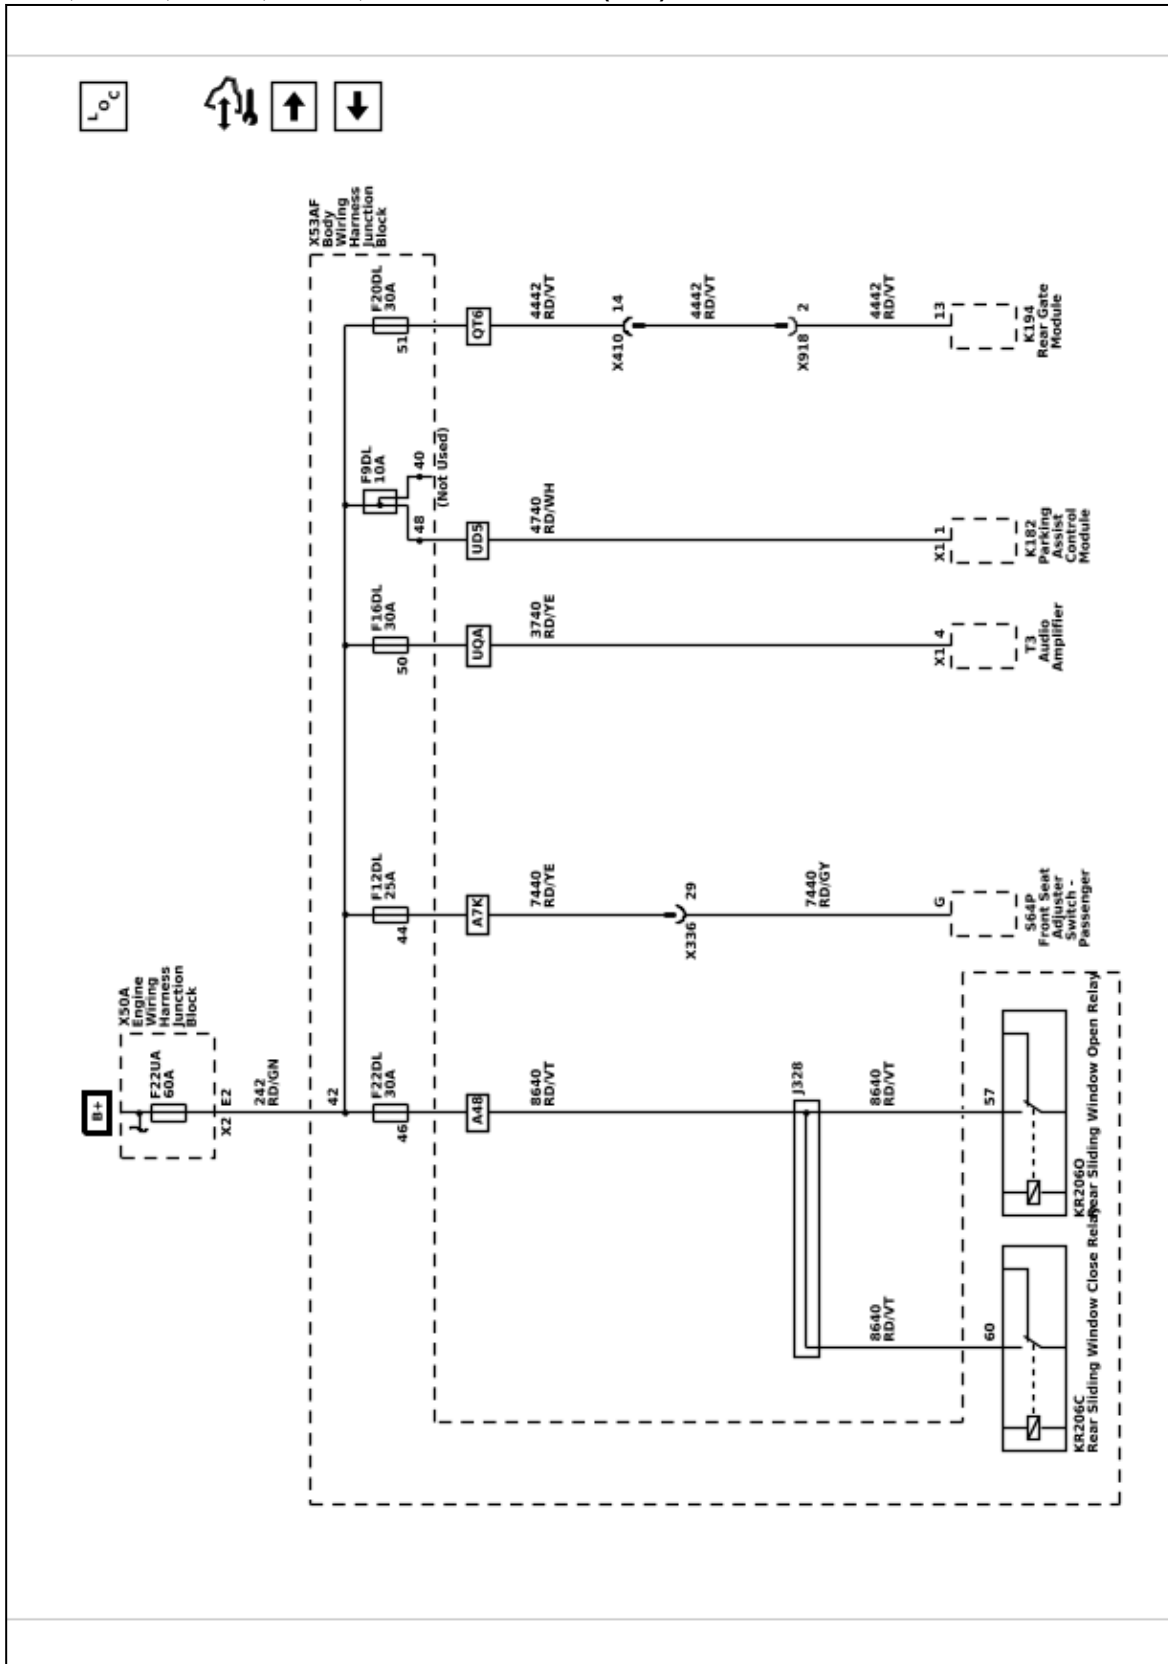 LOC
B+
X50A
Engine
Wiring
Harness
Junction
Block
F22UA
60A
X2 E2
242
RD/GN
X53AF
Body
Wiring
Harness
Junction
Block
42
F22DL
30A
46
F12DL
25A
44
F16DL
30A
50
F9DL
10A
48
40
(Not Used)
F20DL
30A
51
A48
A7K
UQA
UD5
QT6
8640
RD/VT
7440
RD/YE
3740
RD/YE
4740
RD/WH
4442
RD/VT
X410 14
4442
RD/VT
X336 29
X918 2
J328
8640
RD/VT
8640
RD/VT
7440
RD/GY
4442
RD/VT
60
57
G
X1 4
X1 1
13
KR206C
Rear Sliding Window Close Relay
KR206O
Rear Sliding Window Open Relay
S64P
Front Seat
Adjuster
Switch -
Passenger
T3
Audio
Amplifier
K182
Parking
Assist
Control
Module
K194
Rear Gate
Module